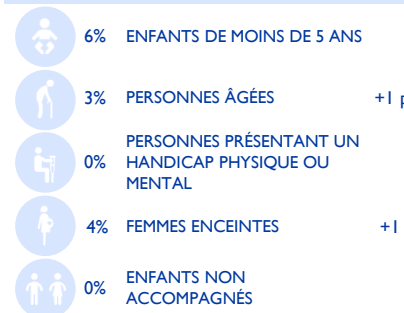 6% ENFANTS DE MOINS DE 5 ANS
3% PERSONNES ÂGÉES +1 p
PERSONNES PRÉSENTANT UN
0% HANDICAP PHYSIQUE OU
MENTAL
4% FEMMES ENCEINTES +1
0% ENFANTS NON
ACCOMPAGNÉS